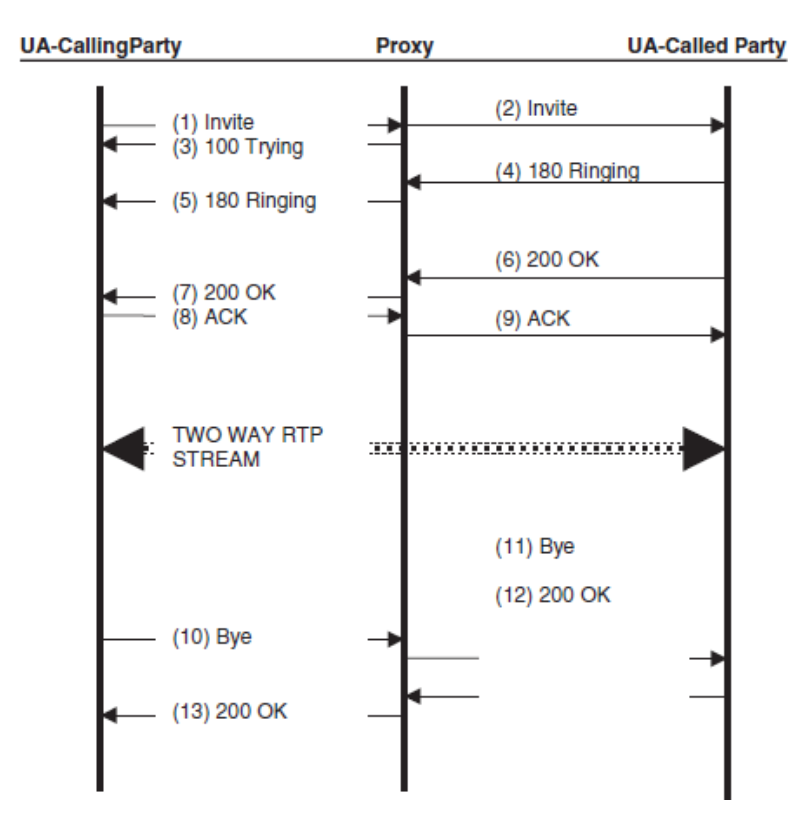 UA-CallingParty Proxy UA-Called Party
(1) Invite (2) Invite
(3) 100 Trying
(4) 180 Ringing
(5) 180 Ringing
(6) 200 OK
(7) 200 OK
(8) ACK (9) ACK
TWO WAY RTP
STREAM
(11) Bye
(12) 200 OK
(10) Bye
(13) 200 OK